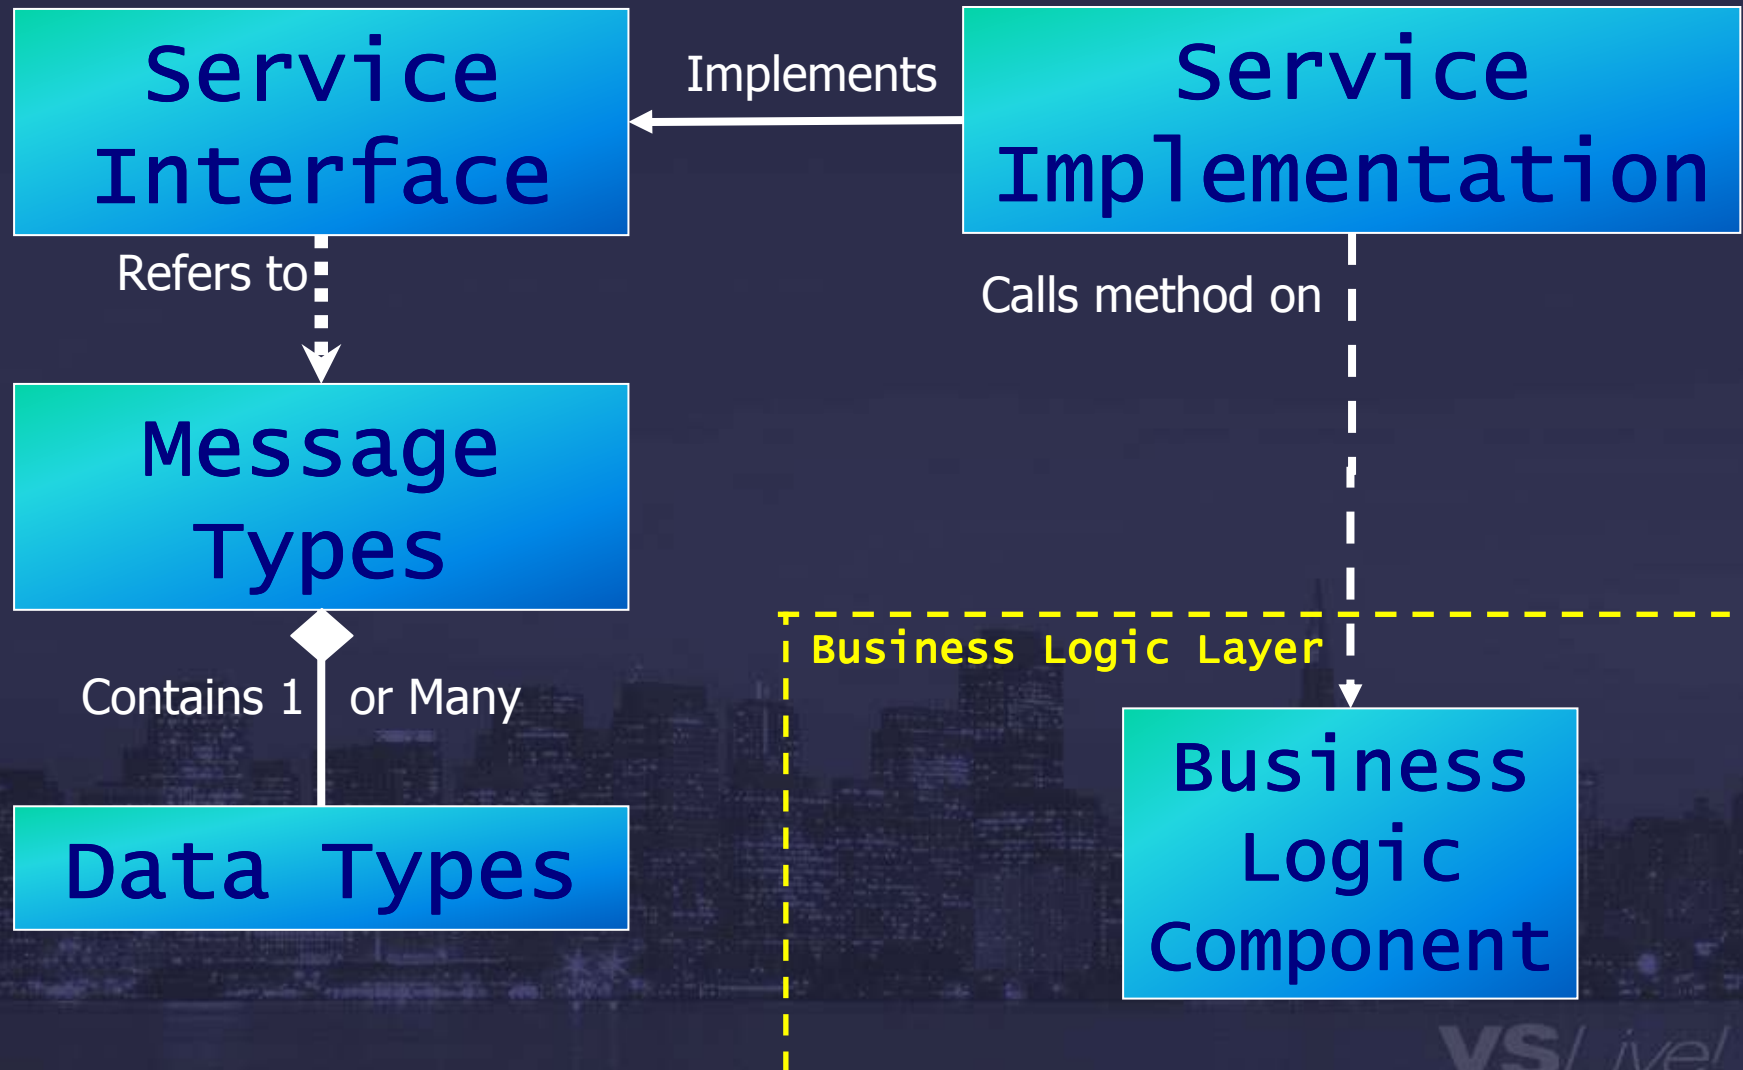 Service
Interface
Implements
Service
Implementation
Refers to
Calls method on
Message
Types
Business Logic Layer
Contains 1 or Many
Business
Logic
Component
Data Types
VSLive!